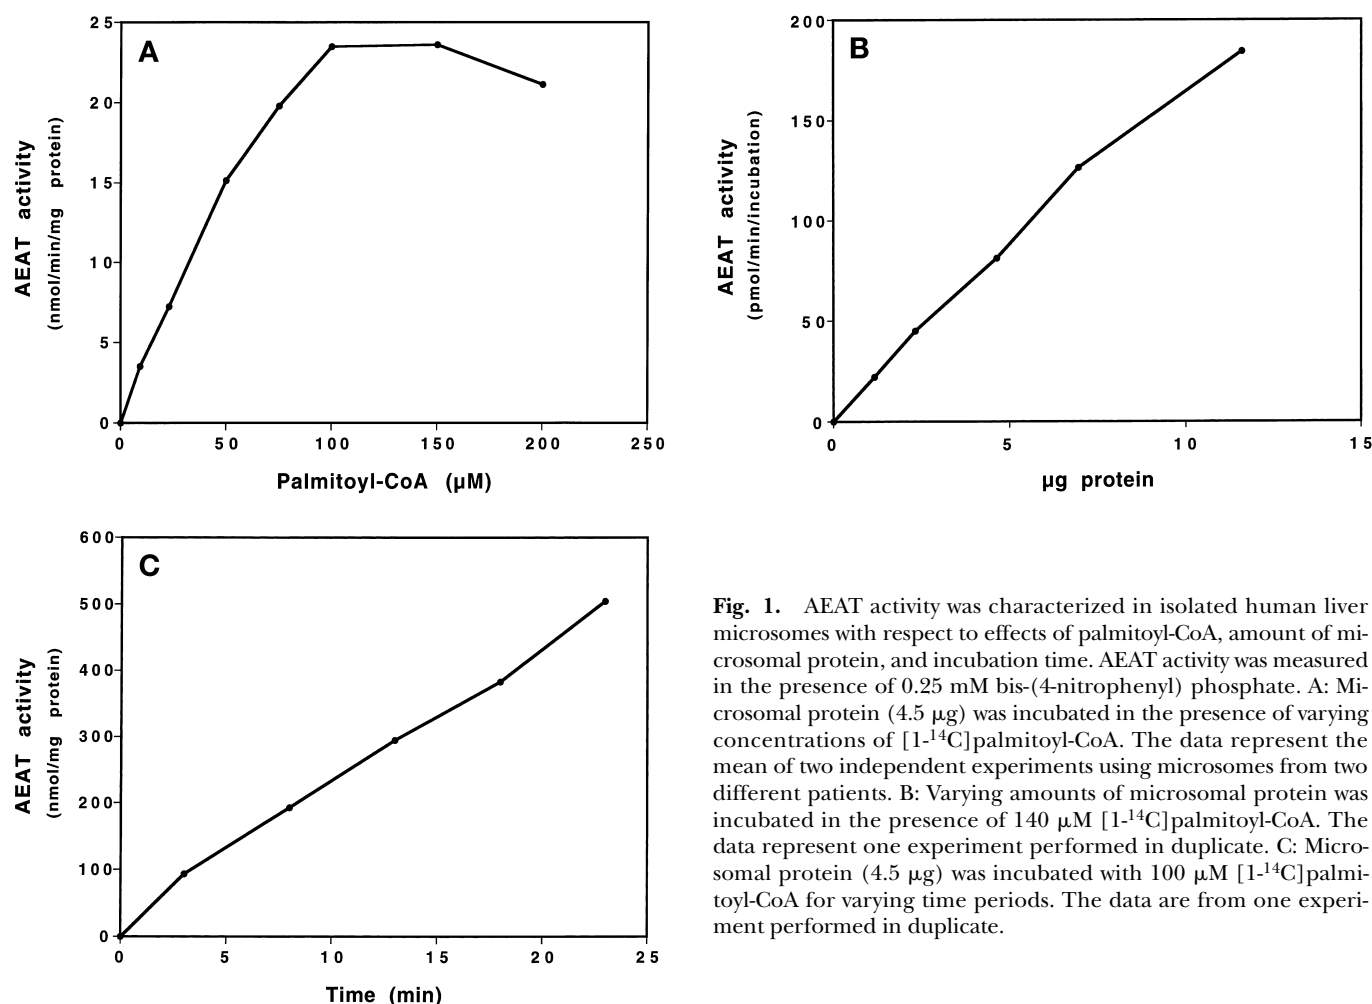 A
25
20
15
10
5
0
0 50 100 150 200 250
AEAT activity
(nmol/min/mg protein)
Palmitoyl-CoA (µM)
B
200
150
100
50
0
0 5 10 15
AEAT activity
(pmol/min/incubation)
µg protein
C
600
500
400
300
200
100
0
0 5 10 15 20 25
AEAT activity
(nmol/mg protein)
Time (min)
Fig. 1. AEAT activity was characterized in isolated human liver
microsomes with respect to effects of palmitoyl-CoA, amount of mi-
crosomal protein, and incubation time. AEAT activity was measured
in the presence of 0.25 mM bis-(4-nitrophenyl) phosphate. A: Mi-
crosomal protein (4.5 µg) was incubated in the presence of varying
concentrations of [1-¹⁴C]palmitoyl-CoA. The data represent the
mean of two independent experiments using microsomes from two
different patients. B: Varying amounts of microsomal protein was
incubated in the presence of 140 µM [1-¹⁴C]palmitoyl-CoA. The
data represent one experiment performed in duplicate. C: Micro-
somal protein (4.5 µg) was incubated with 100 µM [1-¹⁴C]palmi-
toyl-CoA for varying time periods. The data are from one experi-
ment performed in duplicate.